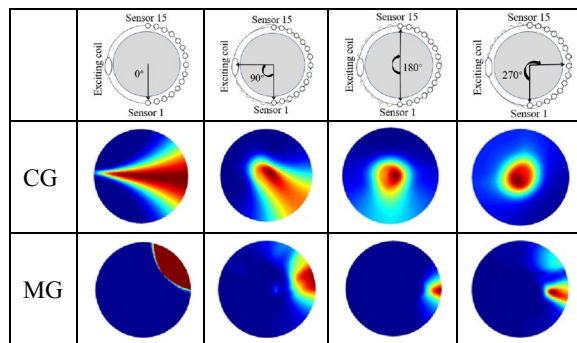 Sensor 15
Exciting coil
0°
Sensor 1
Sensor 15
Exciting coil
90°
Sensor 1
Sensor 15
Exciting coil
180°
Sensor 1
Sensor 15
Exciting coil
270°
Sensor 1
CG
MG